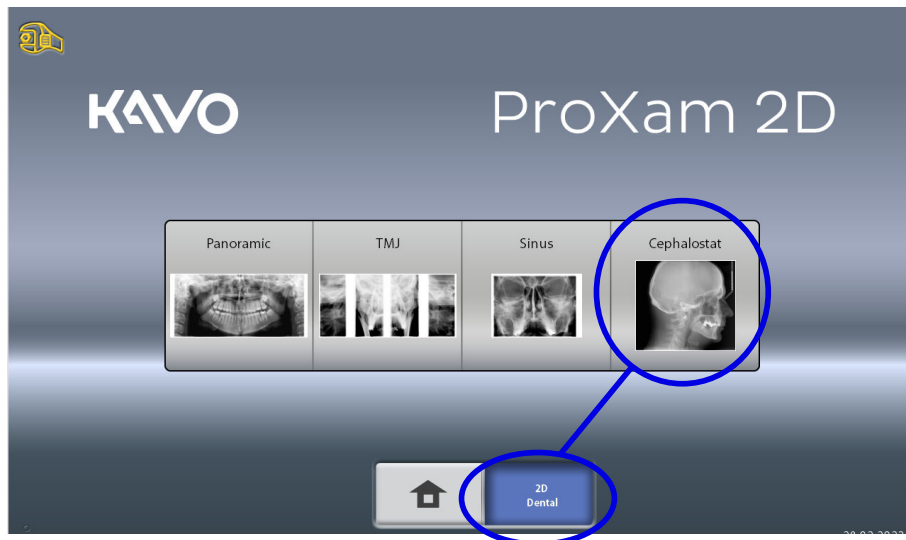 KAVO
ProXam 2D
Panoramic
TMJ
Sinus
Cephalostat
2D
Dental